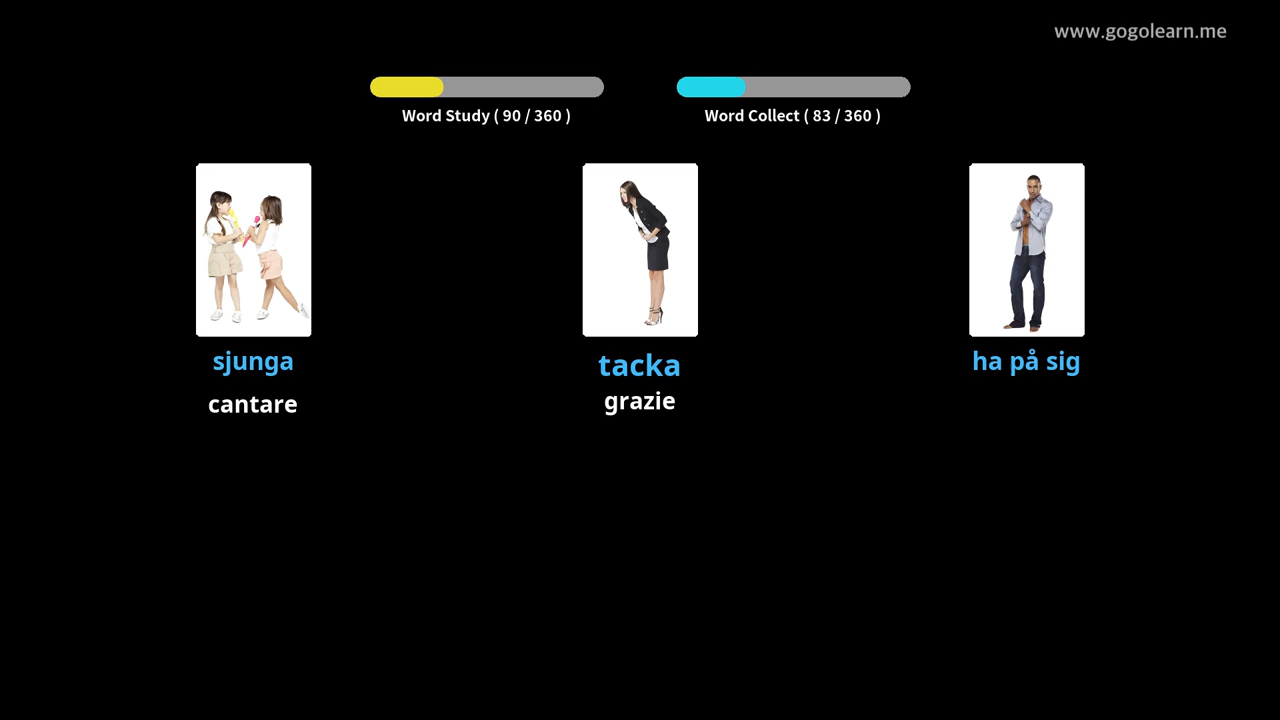 www.gogolearn.me
Word Study ( 90 / 360 )
Word Collect ( 83 / 360 )
sjunga
tacka
ha på sig
cantare
grazie